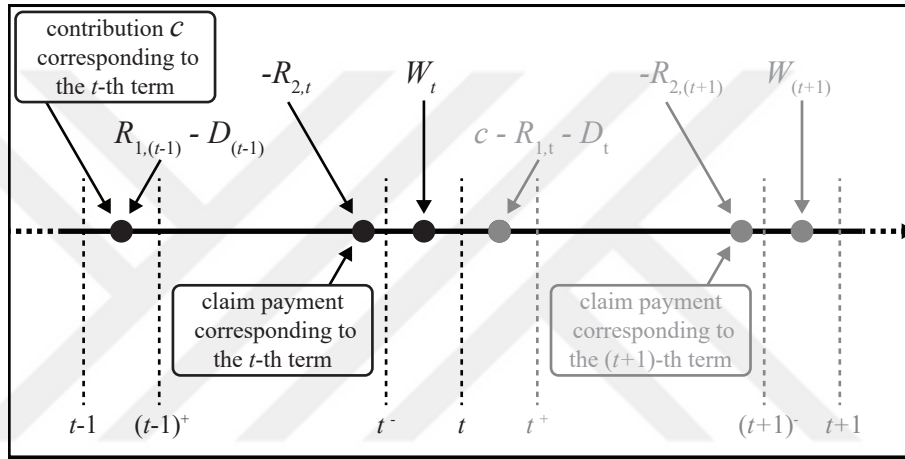 contribution c
corresponding to
the t-th term
-R2,t
Wt
-R2,(t+1)
W(t+1)
R1,(t-1) - D(t-1)
c - R1,t - Dt
claim payment
corresponding to
the t-th term
claim payment
corresponding to
the (t+1)-th term
t-1
(t-1)+
t-
t
t+
(t+1)-
t+1